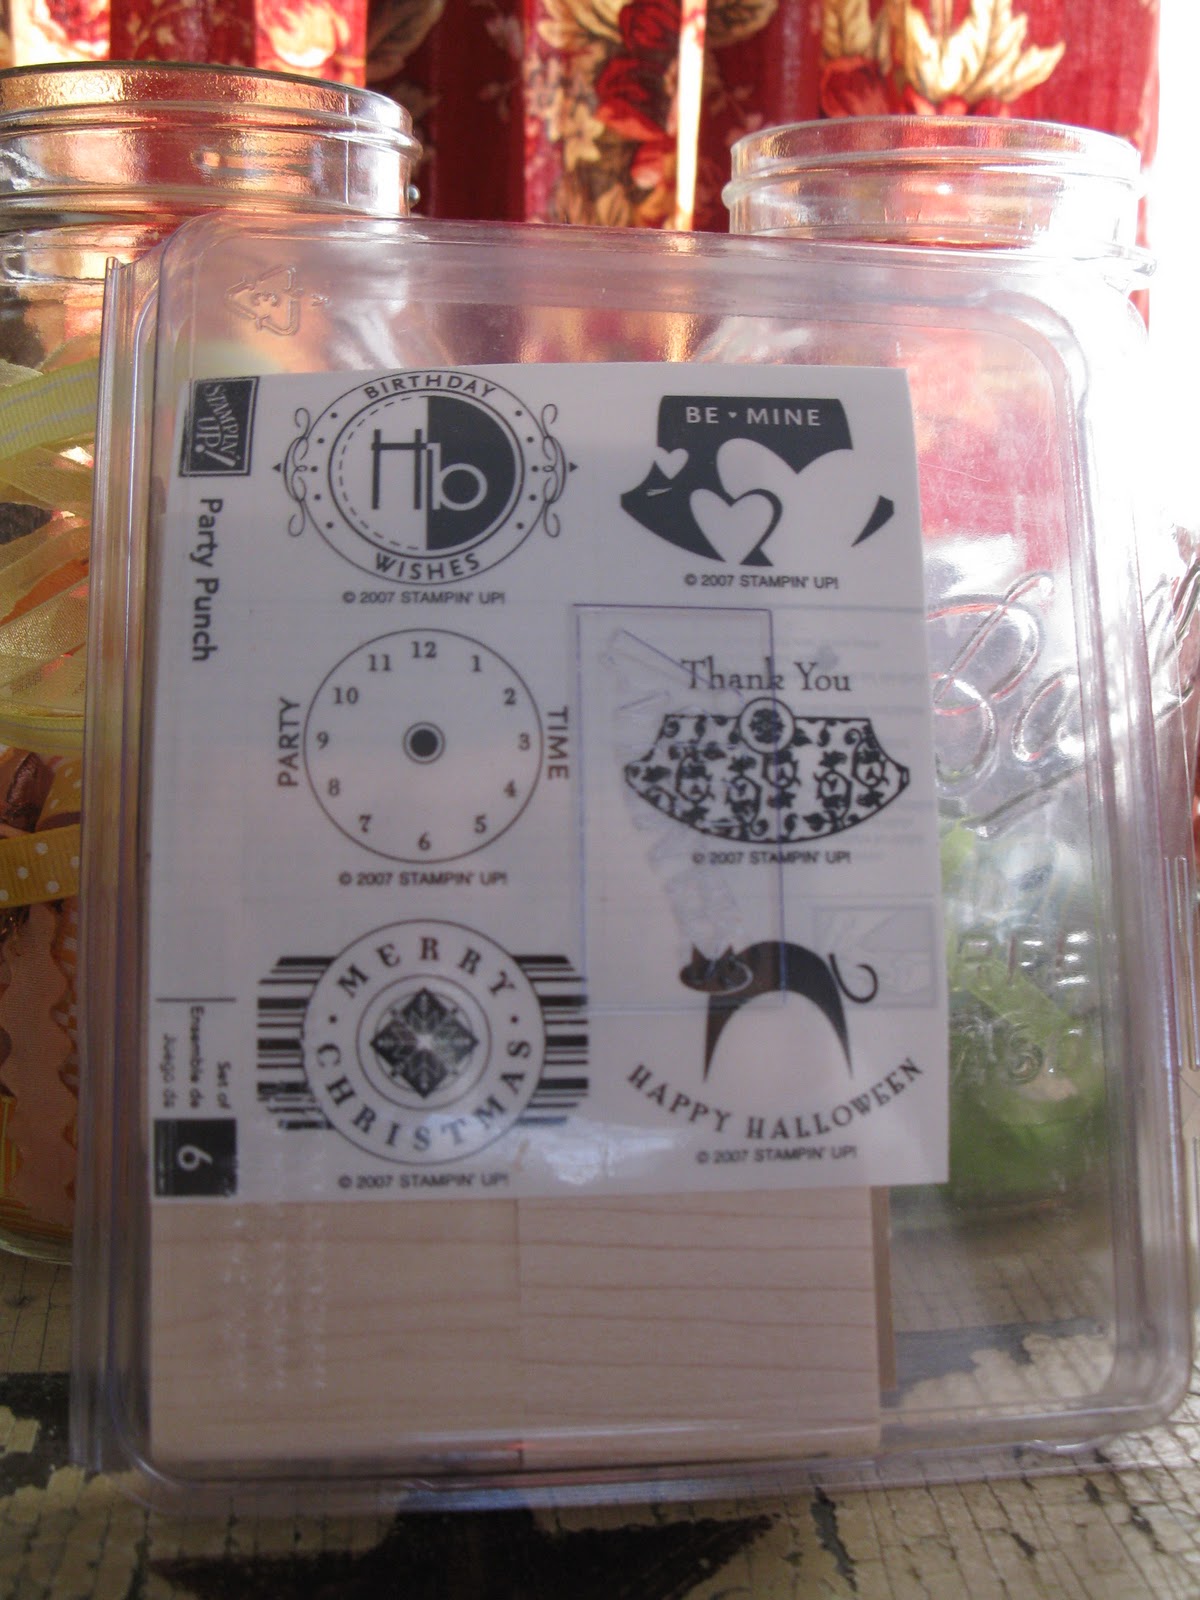 3
STAMPIN' UP!
Party Punch
BIRTHDAY
Hb
WISHES
© 2007 STAMPIN' UP!
BE ♥ MINE
© 2007 STAMPIN' UP!
PARTY
12
1
2
3
4
5
6
7
8
9
10
11
TIME
© 2007 STAMPIN' UP!
Thank You
© 2007 STAMPIN' UP!
MERRY
CHRISTMAS
© 2007 STAMPIN' UP!
HAPPY HALLOWEEN
© 2007 STAMPIN' UP!
Set of
Ensemble de
Juego de
6